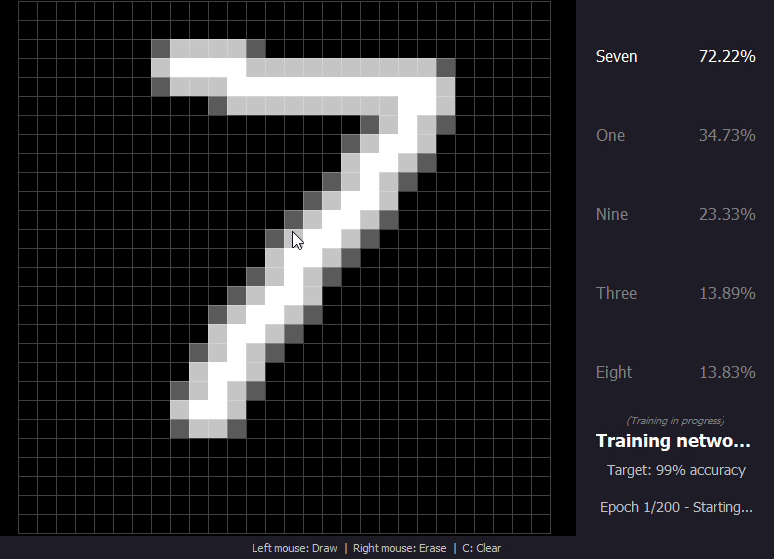 7
Seven 72.22%
One 34.73%
Nine 23.33%
Three 13.89%
Eight 13.83%
(Training in progress)
Training netwo...
Target: 99% accuracy
Epoch 1/200 - Starting...
Left mouse: Draw | Right mouse: Erase | C: Clear